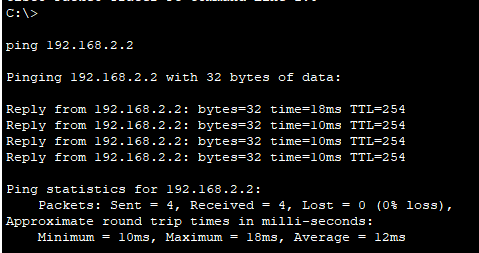 C:\>
ping 192.168.2.2
Pinging 192.168.2.2 with 32 bytes of data:
Reply from 192.168.2.2: bytes=32 time=18ms TTL=254
Reply from 192.168.2.2: bytes=32 time=10ms TTL=254
Reply from 192.168.2.2: bytes=32 time=10ms TTL=254
Reply from 192.168.2.2: bytes=32 time=10ms TTL=254
Ping statistics for 192.168.2.2:
Packets: Sent = 4, Received = 4, Lost = 0 (0% loss),
Approximate round trip times in milli-seconds:
Minimum = 10ms, Maximum = 18ms, Average = 12ms